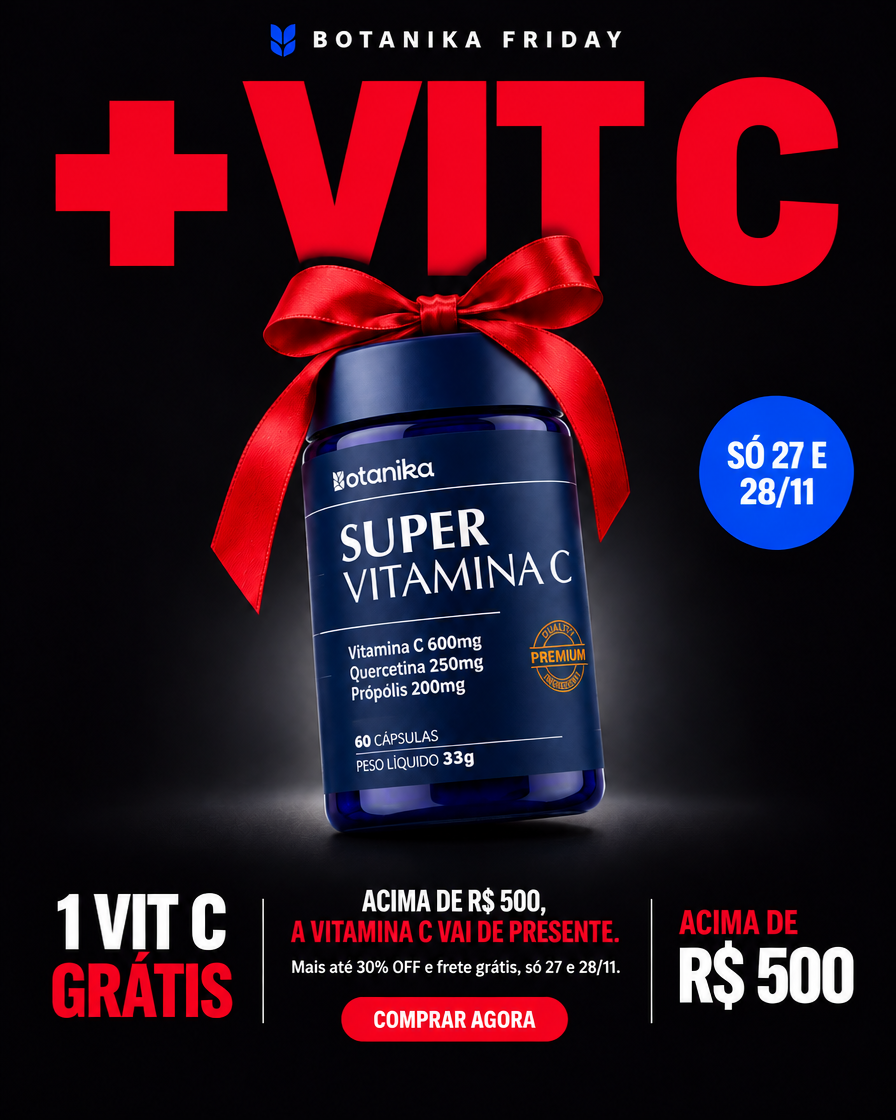 BOTANIKA FRIDAY
+VIT C
SÓ 27 E
28/11
Botanika
SUPER
VITAMINA C
Vitamina C 600mg
Quercetina 250mg
Própólis 200mg
QUALITY
PREMIUM
60 CÁPSULAS
PESO LÍQUIDO 33g
1 VIT C
GRÁTIS
ACIMA DE R$ 500,
A VITAMINA C VAI DE PRESENTE.
Mais até 30% OFF e frete grátis, só 27 e 28/11.
COMPRAR AGORA
ACIMA DE
R$ 500